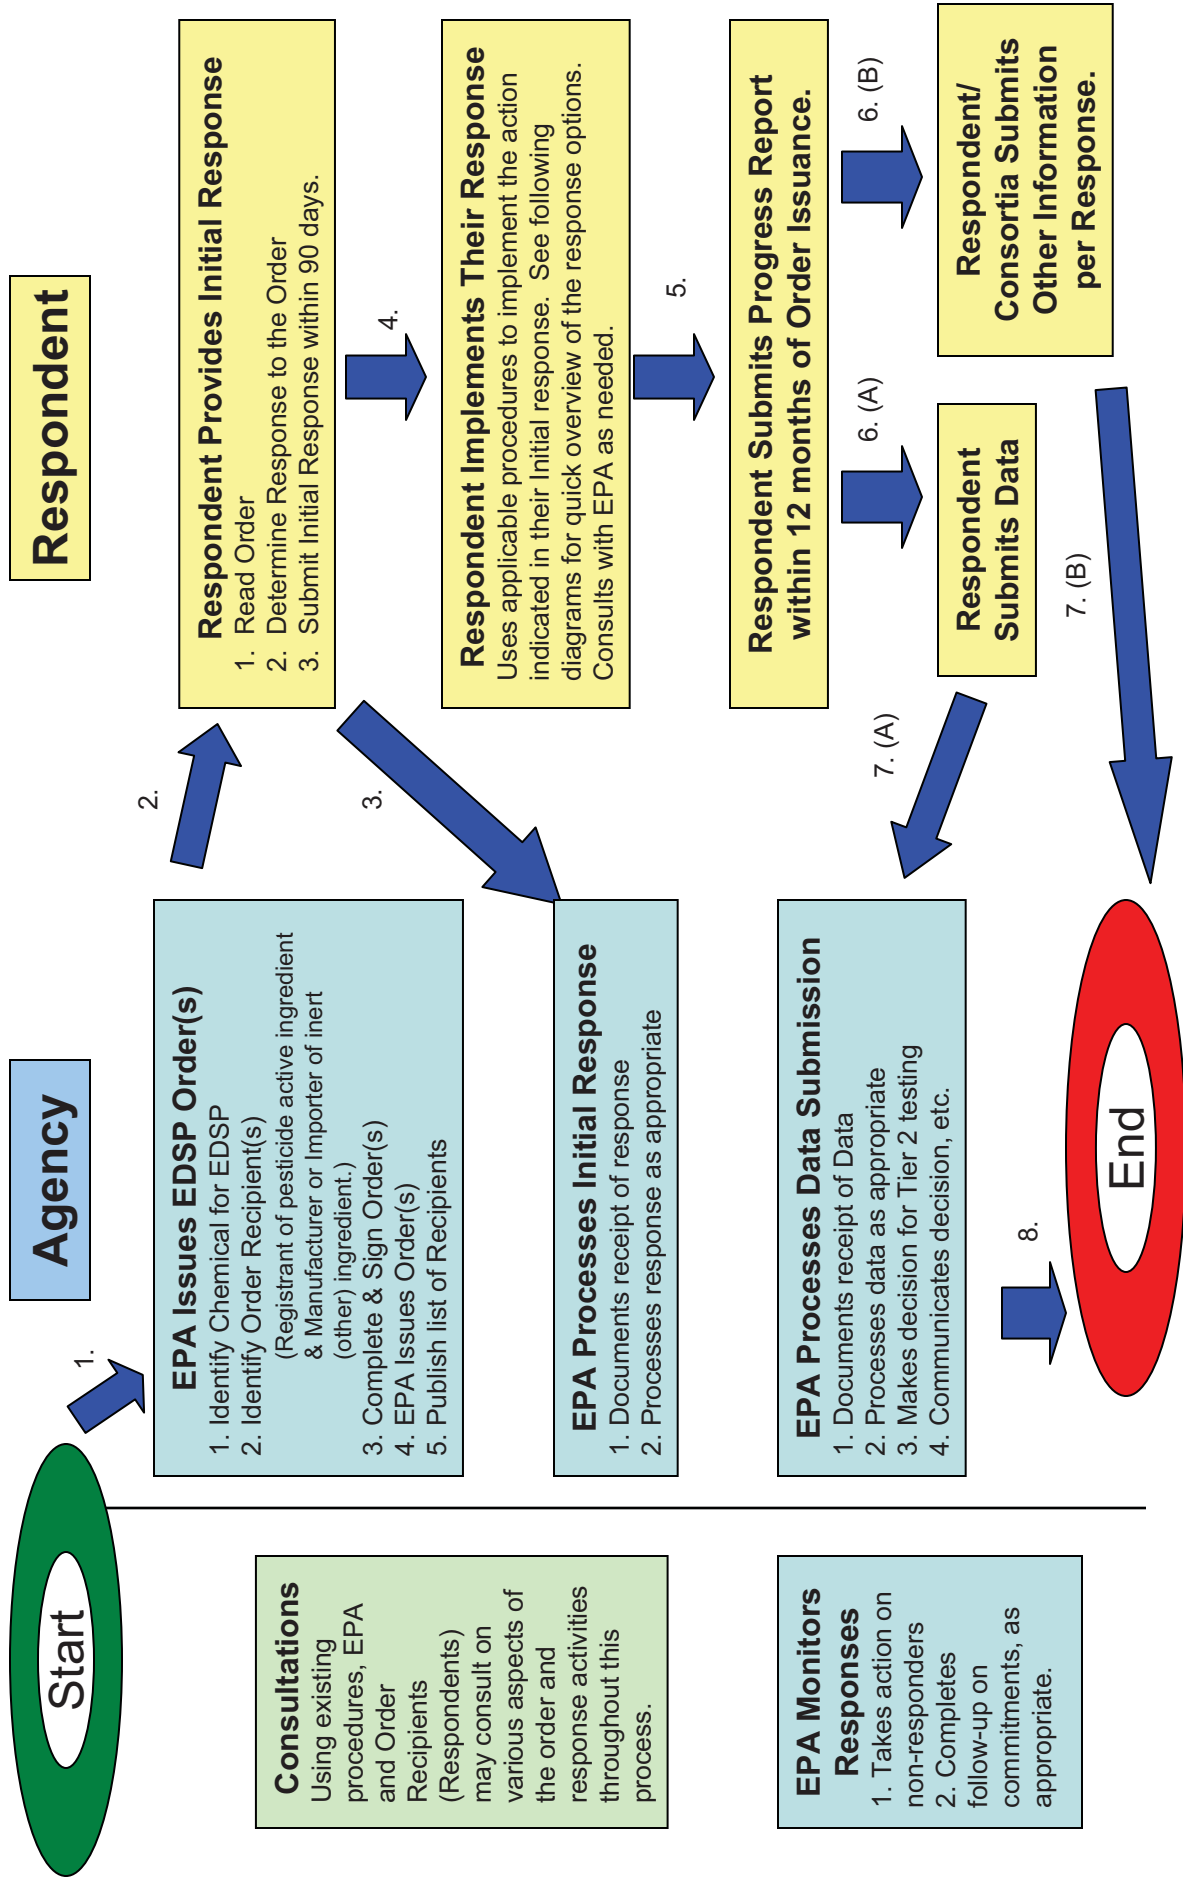 Start
Agency
Respondent
1.
EPA Issues EDSP Order(s)
1. Identify Chemical for EDSP
2. Identify Order Recipient(s)
(Registrant of pesticide active ingredient
& Manufacturer or Importer of inert
(other) ingredient.)
3. Complete & Sign Order(s)
4. EPA Issues Order(s)
5. Publish list of Recipients
2.
Respondent Provides Initial Response
1. Read Order
2. Determine Response to the Order
3. Submit Initial Response within 90 days.
3.
4.
Consultations
Using existing
procedures, EPA
and Order
Recipients
(Respondents)
may consult on
various aspects of
the order and
response activities
throughout this
process.
EPA Processes Initial Response
1. Documents receipt of response
2. Processes response as appropriate
Respondent Implements Their Response
Uses applicable procedures to implement the action
indicated in their Initial response. See following
diagrams for quick overview of the response options.
Consults with EPA as needed.
5.
Respondent Submits Progress Report
within 12 months of Order Issuance.
6. (A)
6. (B)
EPA Monitors
Responses
1. Takes action on
non-responders
2. Completes
follow-up on
commitments, as
appropriate.
EPA Processes Data Submission
1. Documents receipt of Data
2. Processes data as appropriate
3. Makes decision for Tier 2 testing
4. Communicates decision, etc.
7. (A)
Respondent
Submits Data
Respondent/
Consortia Submits
Other Information
per Response.
8.
7. (B)
End